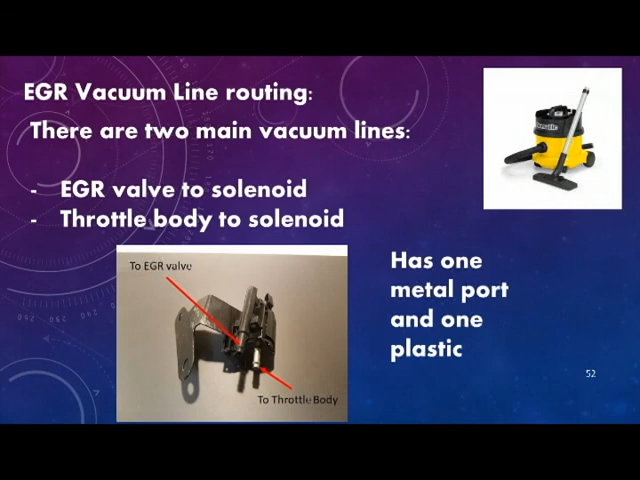 EGR Vacuum Line routing:
There are two main vacuum lines:
- EGR valve to solenoid
- Throttle body to solenoid
To EGR valve
To Throttle Body
Has one
metal port
and one
plastic
52